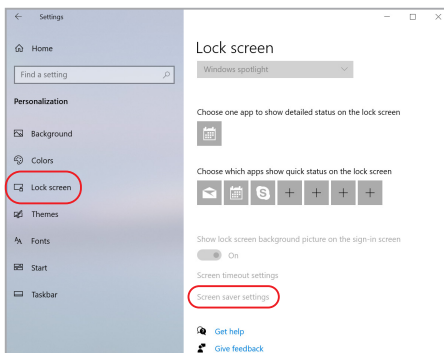 Settings
Home
Find a setting
Personalization
Background
Colors
Lock screen
Themes
Fonts
Start
Taskbar
Lock screen
Windows spotlight
Choose one app to show detailed status on the lock screen
Choose which apps show quick status on the lock screen
Show lock screen background picture on the sign-in screen
On
Screen timeout settings
Screen saver settings
Get help
Give feedback